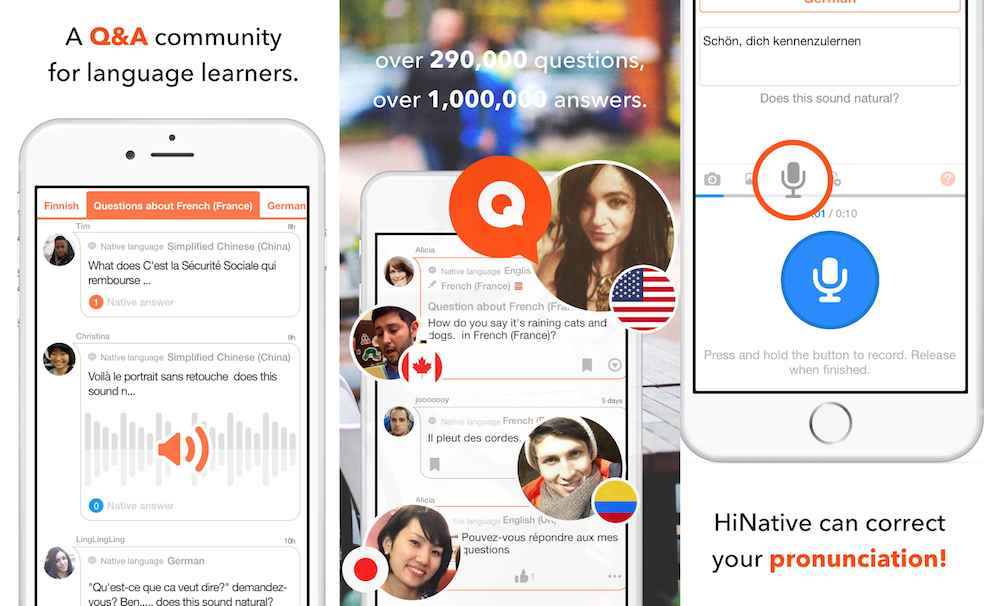 A Q&A community
for language learners.
Finnish
Questions about French (France)
German
Tim
8h
Native language Simplified Chinese (China)
What does C'est la Sécurité Sociale qui
rembourse ...
1 Native answer
Christina
9h
Native language Simplified Chinese (China)
Voilà le portrait sans retouche does this
sound n...
0 Native answer
LingLingLing
10h
Native language German
"Qu'est-ce que ca veut dire?" demandez-
vous? Ben..... does this sound natural?
over 290,000 questions,
over 1,000,000 answers.
Q
Alicia
Native language Englis
French (France)
Question about French (Fra
How do you say it's raining cats and
dogs. in French (France)?
jooooooy
5 days
Native language French (F
Il pleut des cordes.
Alicia
ive language English (UK)
Pouvez-vous répondre aux mes
questions
1
German
Schön, dich kennenzulernen
Does this sound natural?
?
01 / 0:10
Press and hold the button to record. Release
when finished.
HiNative can correct
your pronunciation!